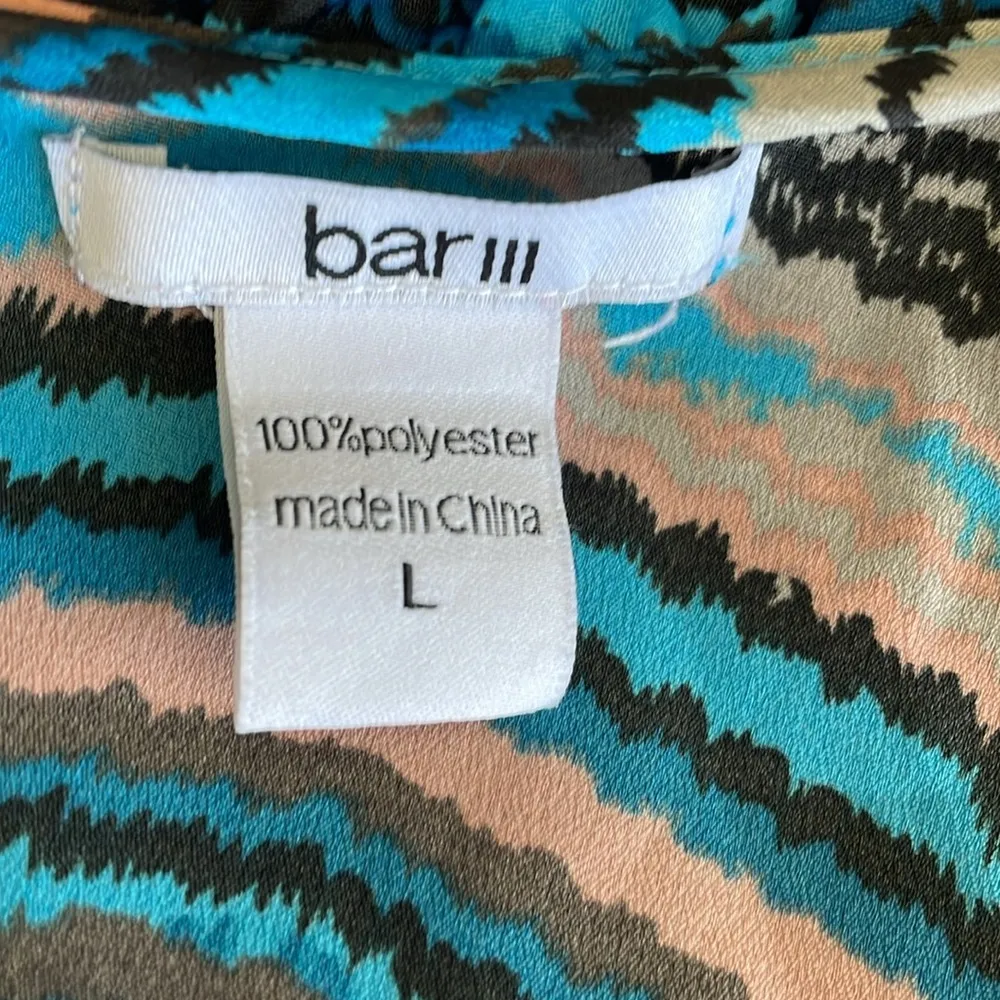 bar III
100%polyester
made in China
L